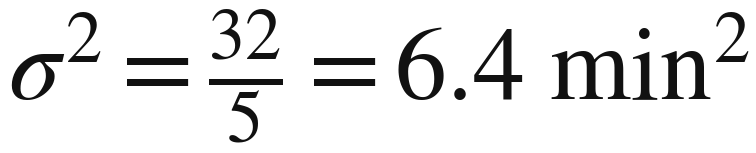 σ² = 32/5 = 6.4 min²